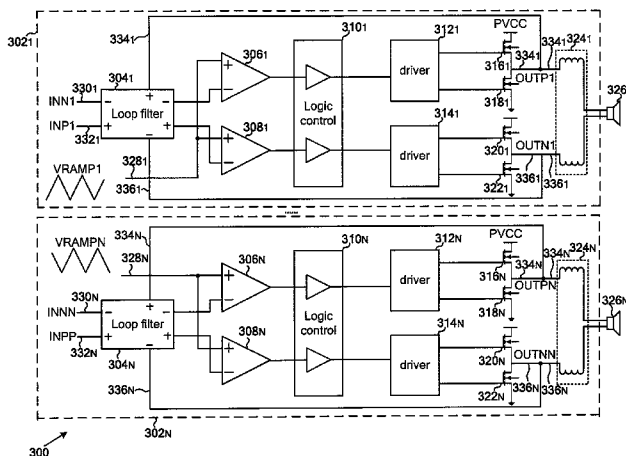 302₁
334₁
310₁
PVCC
306₁
312₁
316₁
334₁
334₁
324₁
330₁
304₁
driver
OUTP1
318₁
326₁
INN1
Loop filter
INP1
332₁
308₁
Logic
control
314₁
driver
320₁
OUTN1
VRAMP1
328₁
336₁
322₁
336₁
336₁
334N
PVCC
VRAMPN
328N
306N
310N
312N
316N
334N
334N
324N
330N
driver
OUTPN
318N
326N
INNN
Loop filter
INPP
332N
304N
308N
Logic
control
314N
driver
320N
OUTNN
336N
322N
336N
336N
300
302N